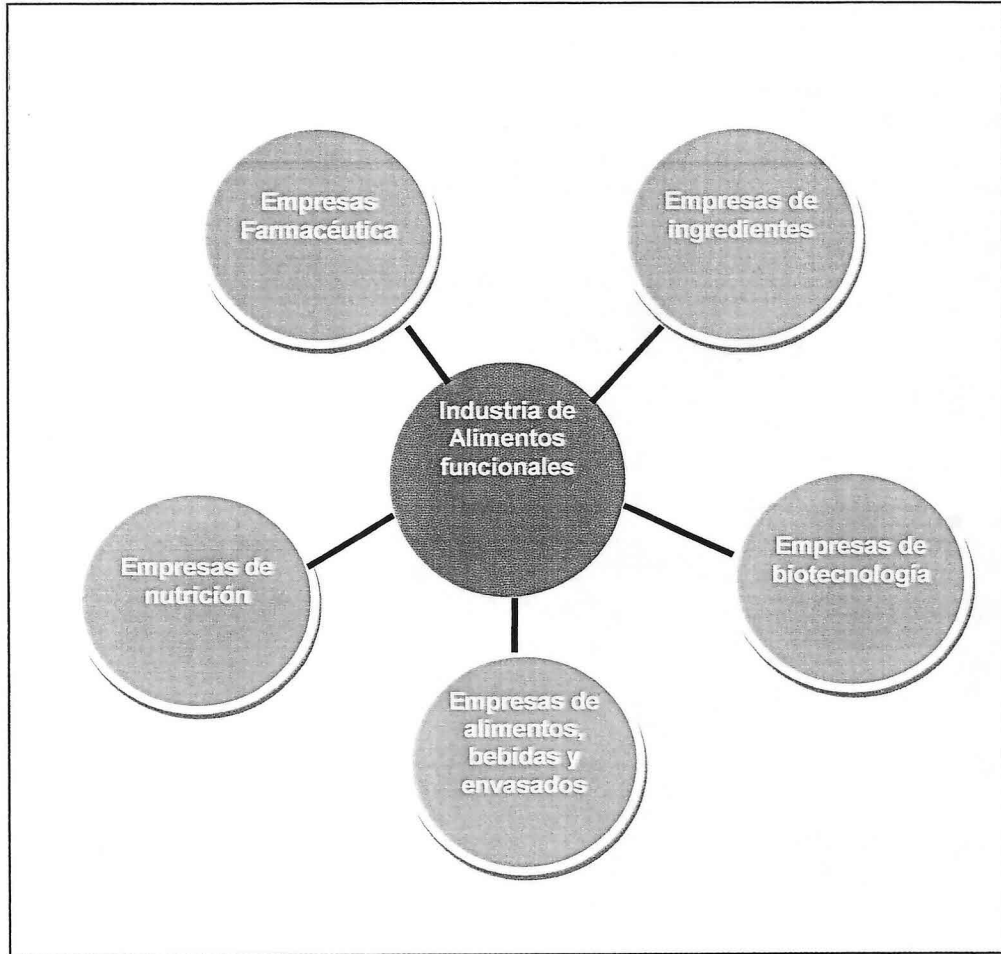 Empresas
Farmacéutica
Empresas de
ingredientes
Industria de
Alimentos
funcionales
Empresas de
nutrición
Empresas de
biotecnología
Empresas de
alimentos,
bebidas y
envasados